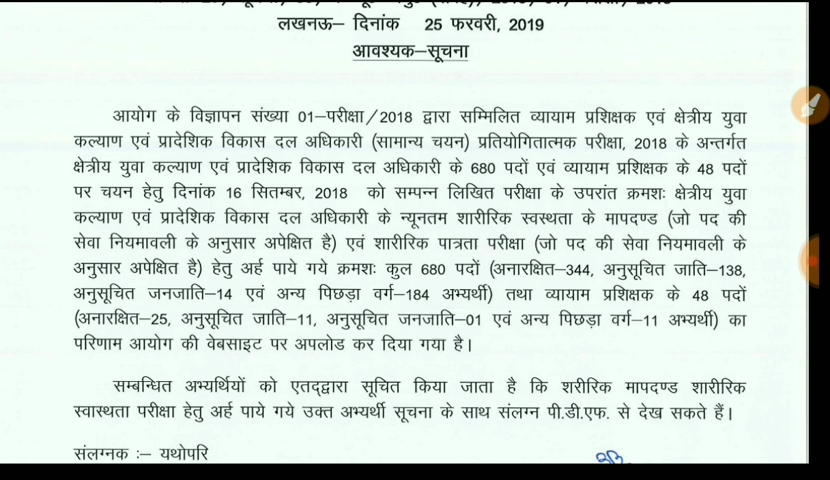 लखनऊ– दिनांक 25 फरवरी, 2019
आवश्यक–सूचना
आयोग के विज्ञापन संख्या 01–परीक्षा/2018 द्वारा सम्मिलित व्यायाम प्रशिक्षक एवं क्षेत्रीय युवा
कल्याण एवं प्रादेशिक विकास दल अधिकारी (सामान्य चयन) प्रतियोगितात्मक परीक्षा, 2018 के अन्तर्गत
क्षेत्रीय युवा कल्याण एवं प्रादेशिक विकास दल अधिकारी के 680 पदों एवं व्यायाम प्रशिक्षक के 48 पदों
पर चयन हेतु दिनांक 16 सितम्बर, 2018 को सम्पन्न लिखित परीक्षा के उपरांत क्रमशः क्षेत्रीय युवा
कल्याण एवं प्रादेशिक विकास दल अधिकारी के न्यूनतम शारीरिक स्वस्थता के मापदण्ड (जो पद की
सेवा नियमावली के अनुसार अपेक्षित है) एवं शारीरिक पात्रता परीक्षा (जो पद की सेवा नियमावली के
अनुसार अपेक्षित है) हेतु अर्ह पाये गये क्रमशः कुल 680 पदों (अनारक्षित–344, अनुसूचित जाति–138,
अनुसूचित जनजाति–14 एवं अन्य पिछड़ा वर्ग–184 अभ्यर्थी) तथा व्यायाम प्रशिक्षक के 48 पदों
(अनारक्षित–25, अनुसूचित जाति–11, अनुसूचित जनजाति–01 एवं अन्य पिछड़ा वर्ग–11 अभ्यर्थी) का
परिणाम आयोग की वेबसाइट पर अपलोड कर दिया गया है।
सम्बन्धित अभ्यर्थियों को एतद्द्वारा सूचित किया जाता है कि शरीरिक मापदण्ड शारीरिक
स्वास्थता परीक्षा हेतु अर्ह पाये गये उक्त अभ्यर्थी सूचना के साथ संलग्न पी.डी.एफ. से देख सकते हैं।
संलग्नक :– यथोपरि